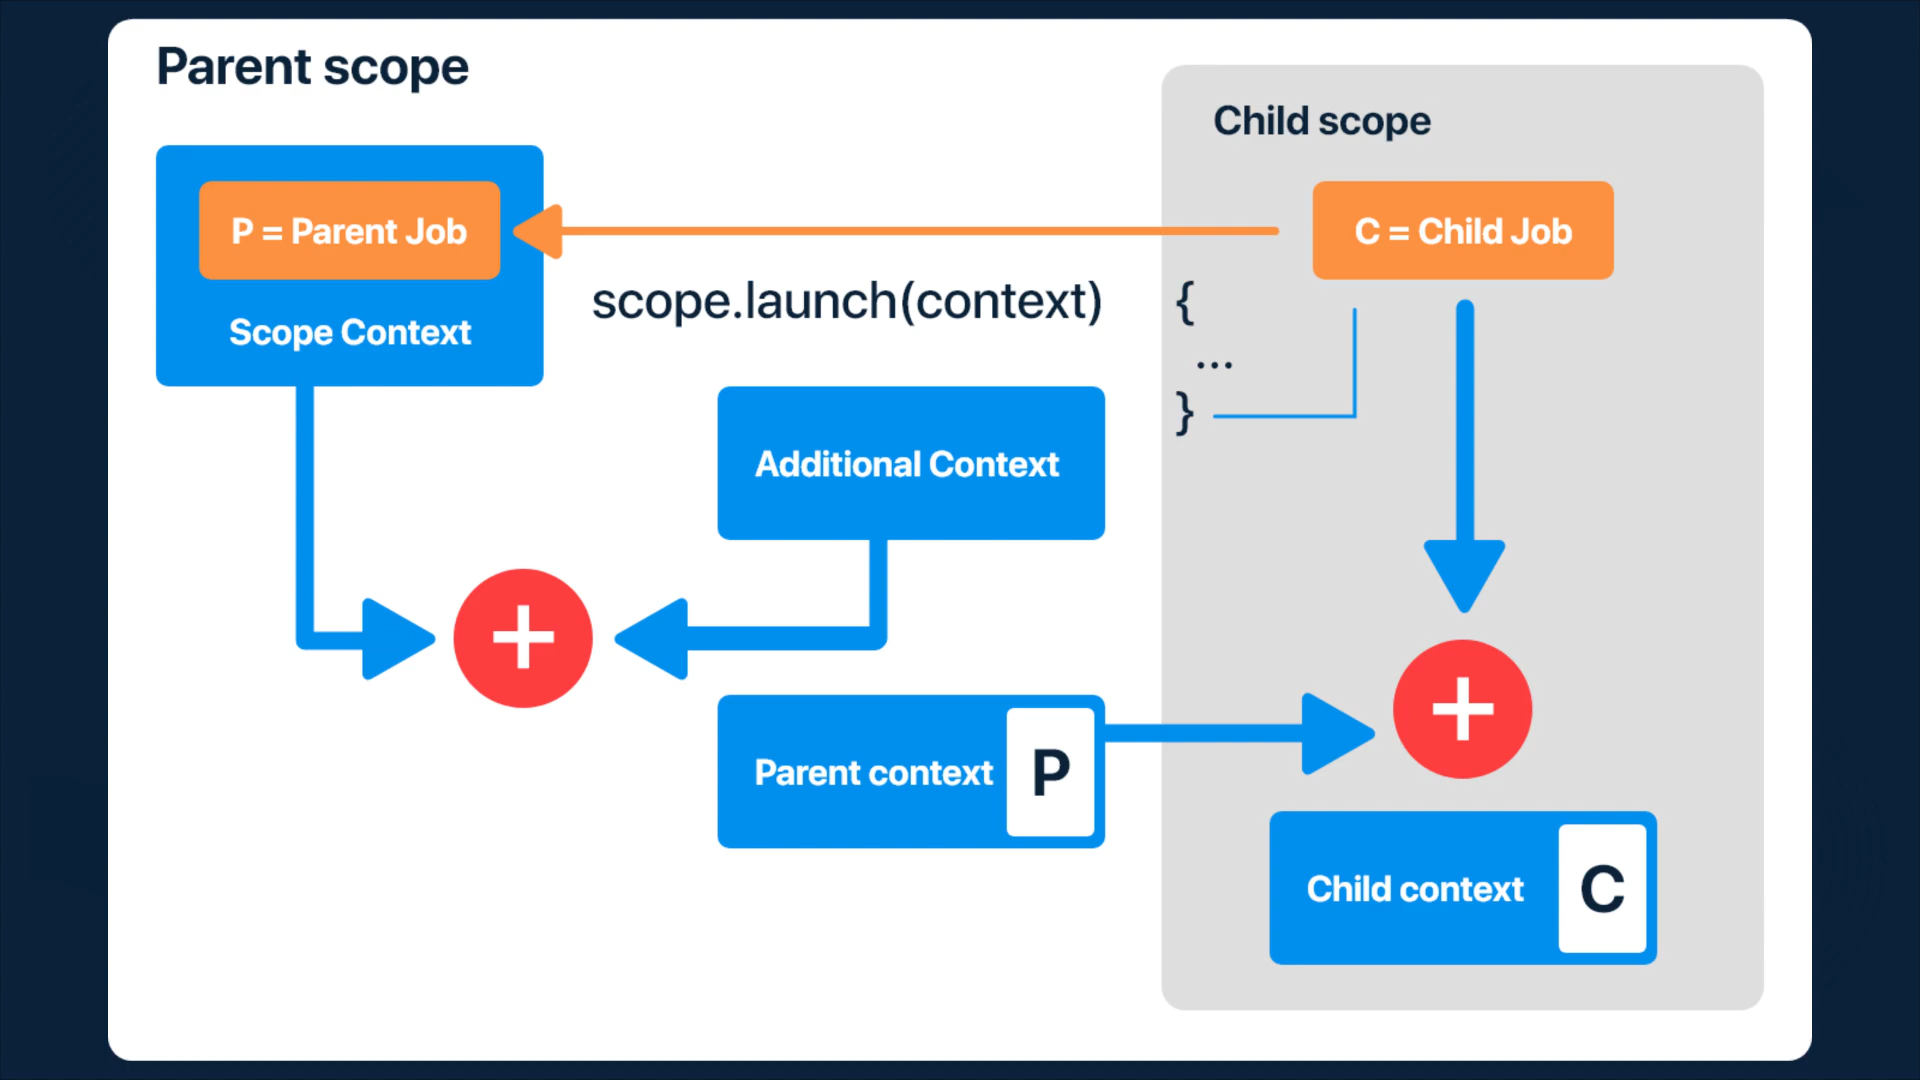 Parent scope
Child scope
P = Parent Job
C = Child Job
Scope Context
scope.launch(context)
{
...
}
Additional Context
+
+
Parent context P
Child context C